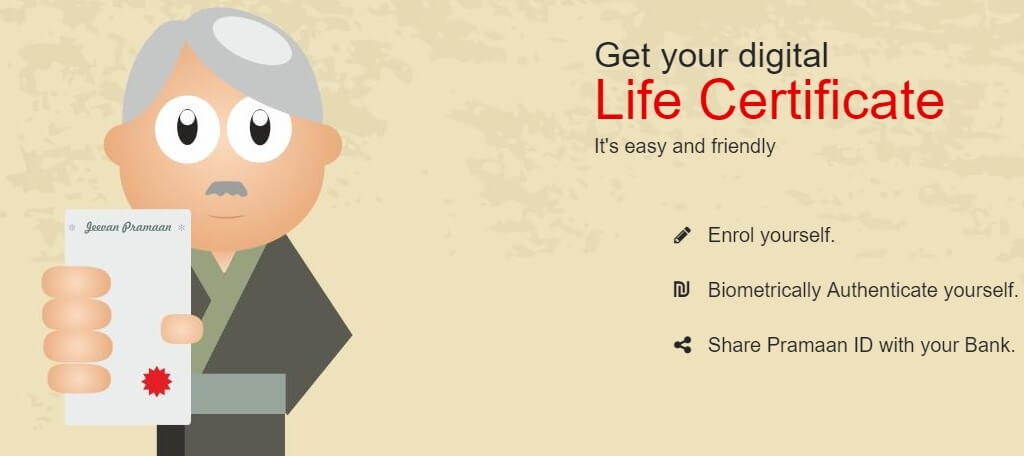 Get your digital
Life Certificate
It's easy and friendly
❄ Jeevan Pramaan ❄
Enrol yourself.
₪ Biometrically Authenticate yourself.
Share Pramaan ID with your Bank.